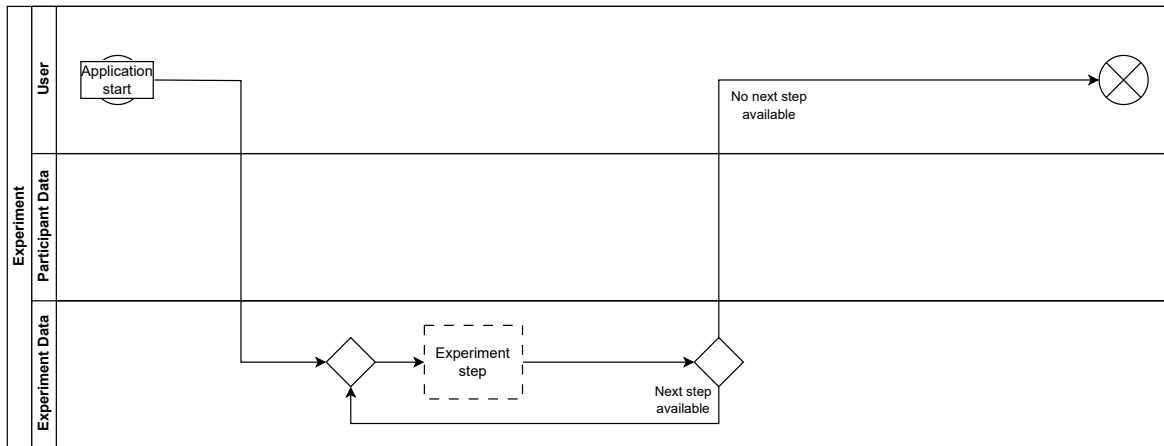 Experiment
User
Application
start
No next step
available
Participant Data
Experiment Data
Experiment
step
Next step
available